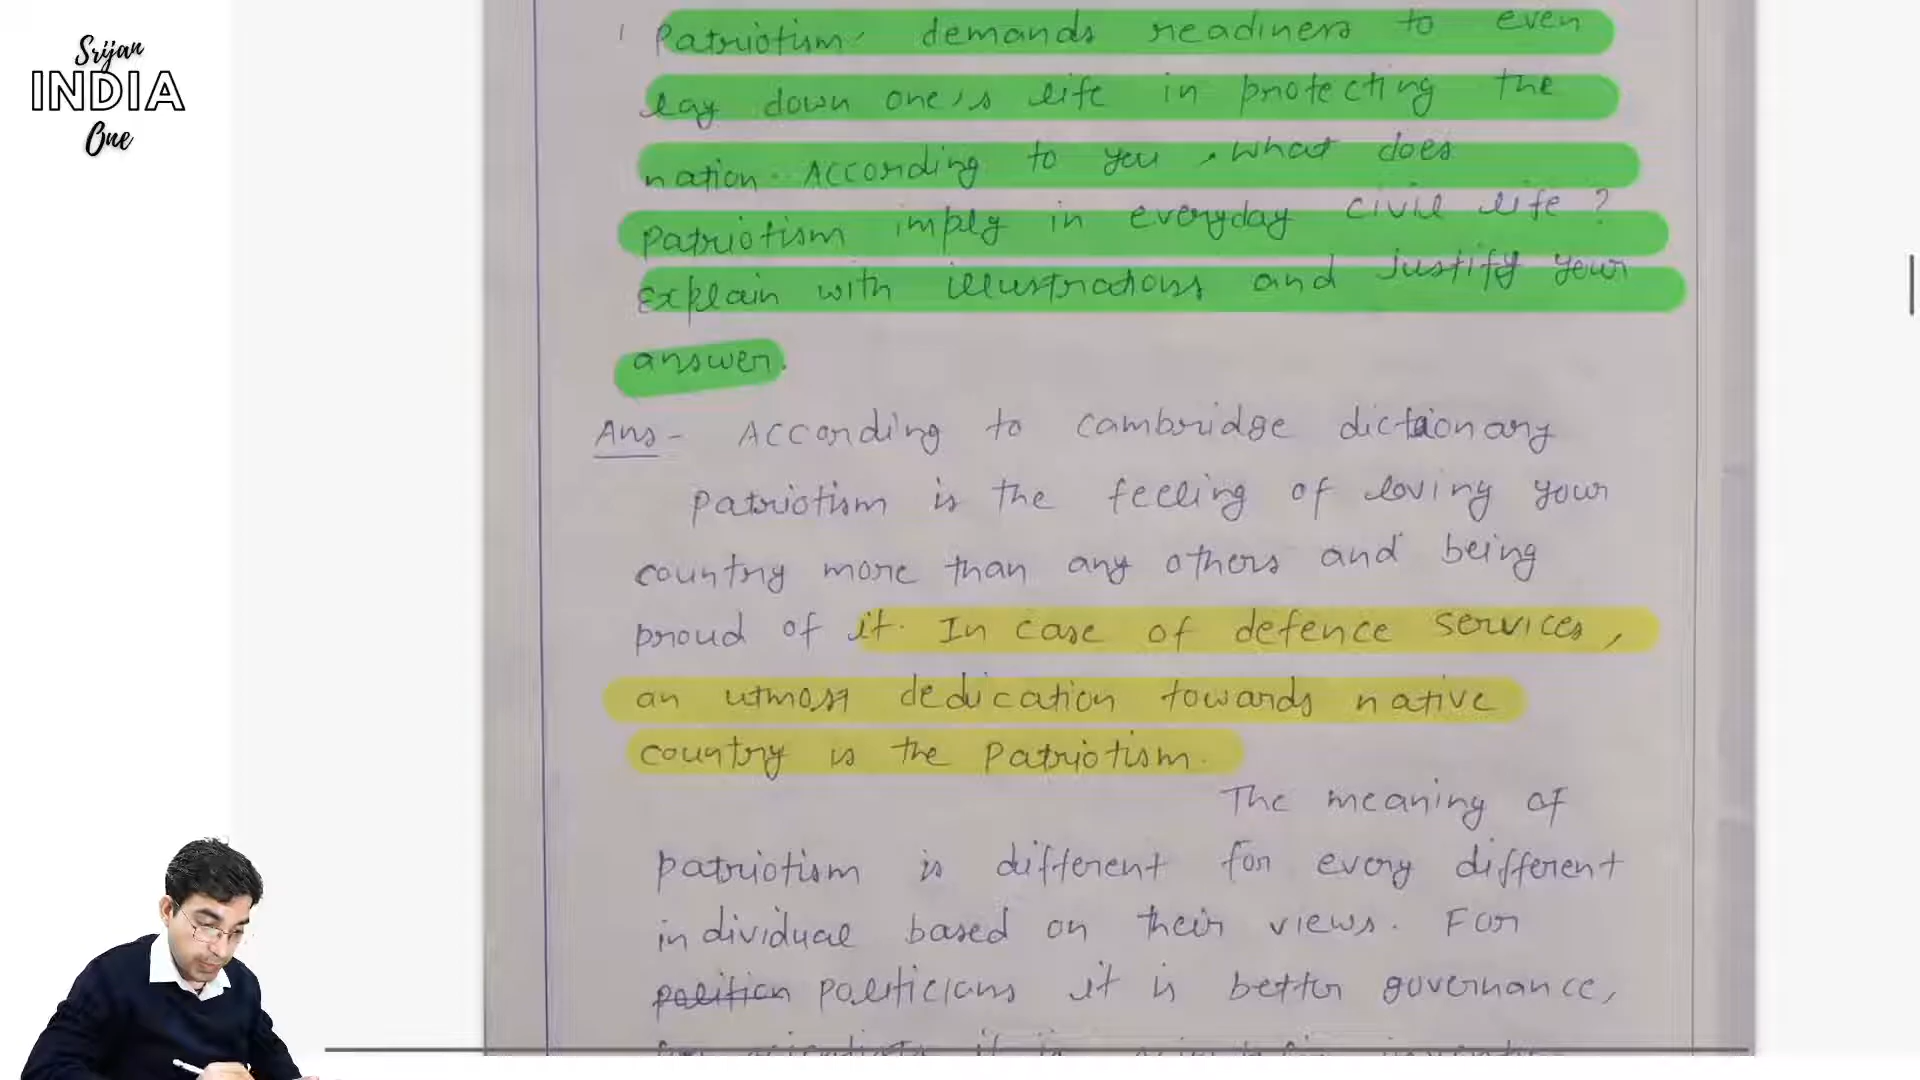 Srijan
INDIA
One
Patriotism demands readiness to even
lay down one's life in protecting the
nation. According to you, what does
patriotism imply in everyday civil life?
Explain with illustrations and justify your
answer.
Ans- According to cambridge dictionary
patriotism is the feeling of loving your
country more than any others and being
proud of it. In case of defence services,
an utmost dedication towards native
country is the patriotism.
The meaning of
patriotism is different for every different
individual based on their views. For
politicians it is better governance,